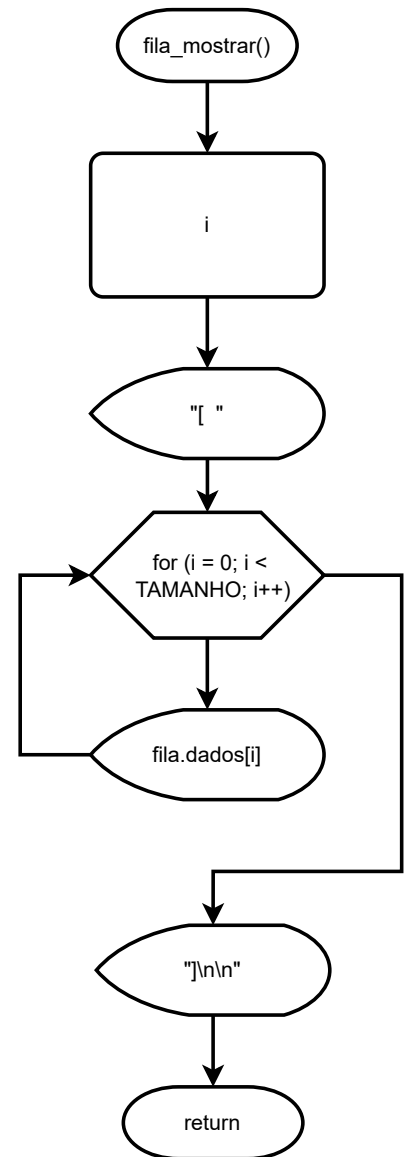 fila_mostrar()
i
"[  "
for (i = 0; i <
TAMANHO; i++)
fila.dados[i]
"]\n\n"
return